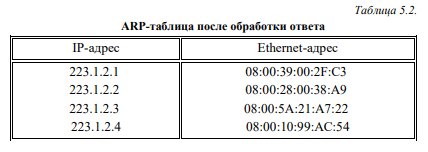 Таблица 5.2.
ARP-таблица после обработки ответа
IP-адрес Ethernet-адрес
223.1.2.1 08:00:39:00:2F:C3
223.1.2.2 08:00:28:00:38:A9
223.1.2.3 08:00:5A:21:A7:22
223.1.2.4 08:00:10:99:AC:54